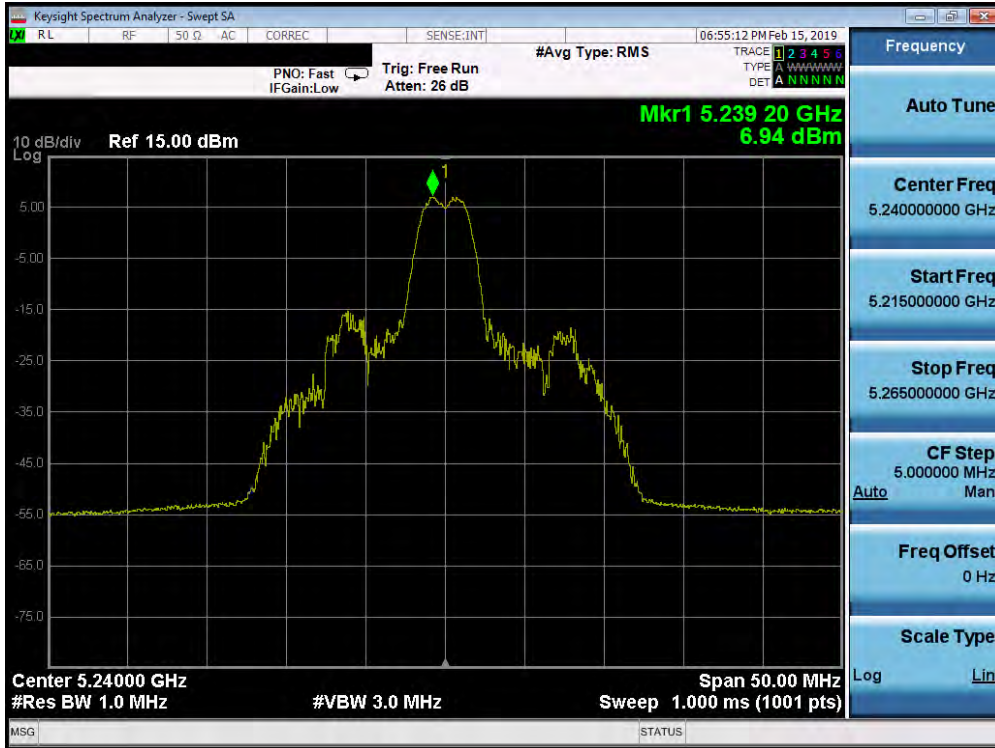 Keysight Spectrum Analyzer - Swept SA
LXI RL RF 50 Ω AC CORREC SENSE:INT 06:55:12 PM Feb 15, 2019
#Avg Type: RMS TRACE 1 2 3 4 5 6
PNO: Fast Trig: Free Run TYPE A WWWWWW
IFGain:Low Atten: 26 dB DET A N N N N N
Mkr1 5.239 20 GHz
6.94 dBm
10 dB/div Ref 15.00 dBm
Log
1
5.00
-5.00
-15.0
-25.0
-35.0
-45.0
-55.0
-65.0
-75.0
Center 5.24000 GHz Span 50.00 MHz
#Res BW 1.0 MHz #VBW 3.0 MHz Sweep 1.000 ms (1001 pts)
MSG STATUS
Frequency
Auto Tune
Center Freq
5.240000000 GHz
Start Freq
5.215000000 GHz
Stop Freq
5.265000000 GHz
CF Step
5.000000 MHz
Auto Man
Freq Offset
0 Hz
Scale Type
Log Lin